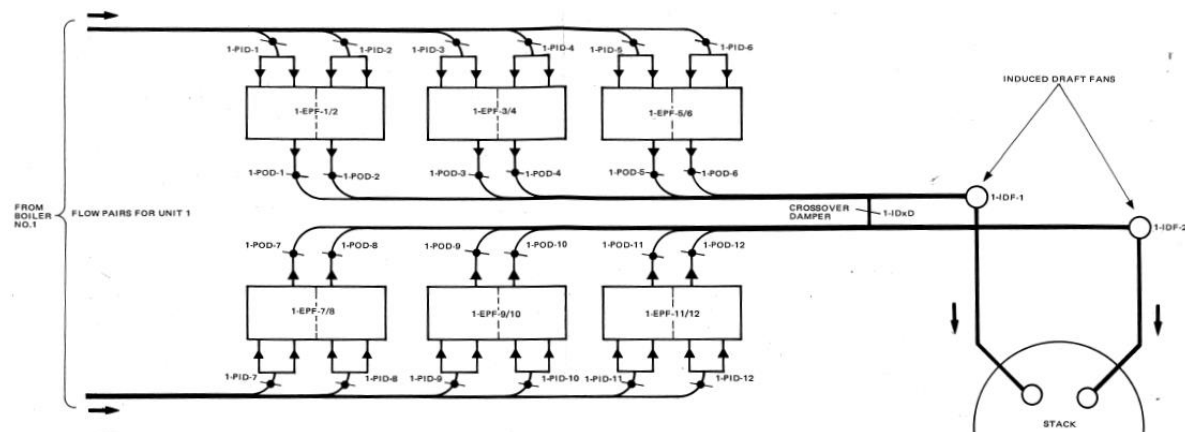 1-PID-1
1-PID-2
1-PID-3
1-PID-4
1-PID-5
1-PID-6
INDUCED DRAFT FANS
1-EPF-1/2
1-EPF-3/4
1-EPF-5/6
1-POD-1
1-POD-2
1-POD-3
1-POD-4
1-POD-5
1-POD-6
FROM
BOILER
NO.1
FLOW PAIRS FOR UNIT 1
CROSSOVER
DAMPER
1-IDxD
1-IDF-1
1-IDF-2
1-POD-7
1-POD-8
1-POD-9
1-POD-10
1-POD-11
1-POD-12
1-EPF-7/8
1-EPF-9/10
1-EPF-11/12
1-PID-7
1-PID-8
1-PID-9
1-PID-10
1-PID-11
1-PID-12
STACK